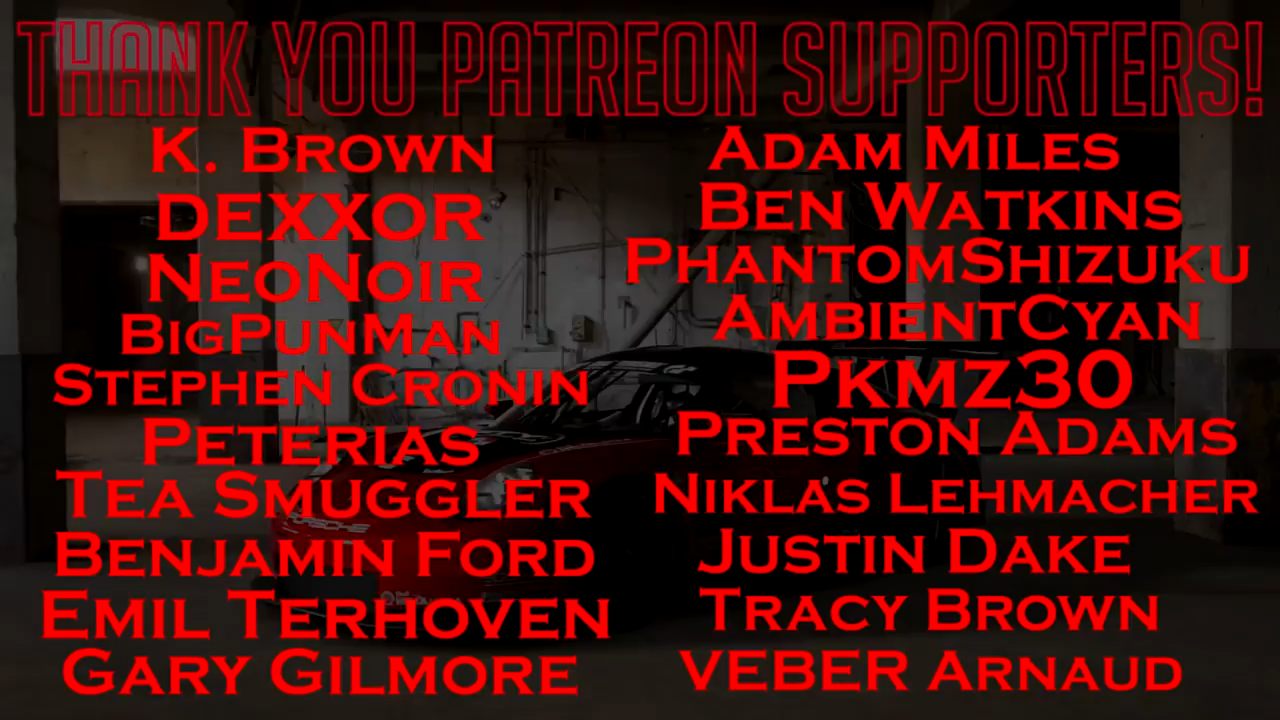 THANK YOU PATREON SUPPORTERS!
K. BROWN
DEXXOR
NEONOIR
BIGPUNMAN
STEPHEN CRONIN
PETERIAS
TEA SMUGGLER
BENJAMIN FORD
EMIL TERHOVEN
GARY GILMORE
ADAM MILES
BEN WATKINS
PHANTOMSHIZUKU
AMBIENTCYAN
PKMZ30
PRESTON ADAMS
NIKLAS LEHMACHER
JUSTIN DAKE
TRACY BROWN
VEBER ARNAUD
PORSCHE